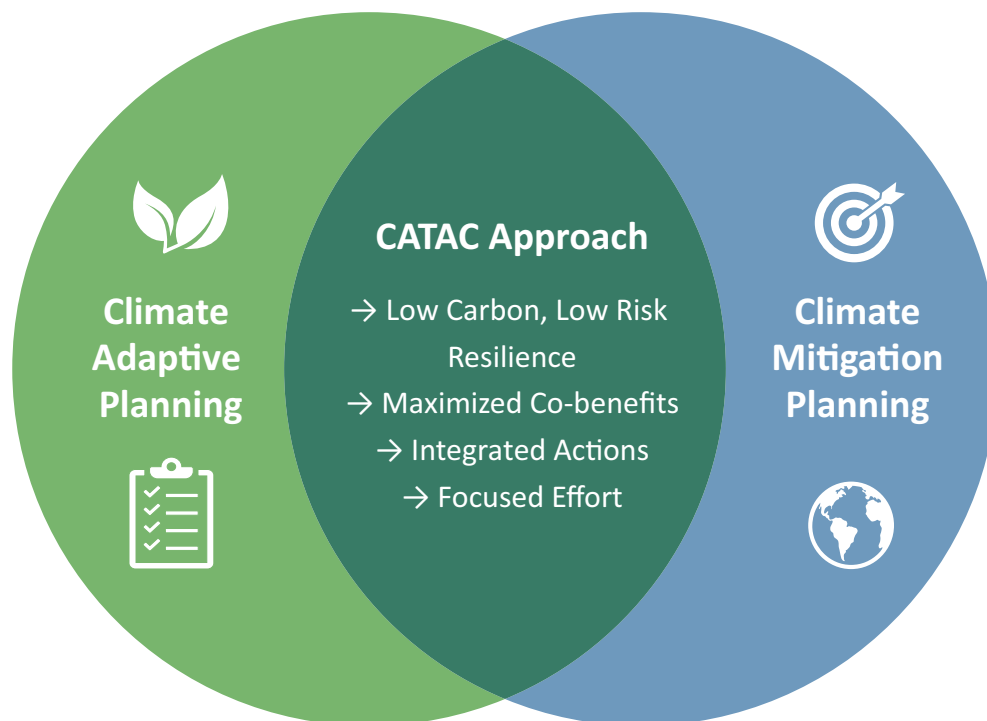 Climate
Adaptive
Planning
CATAC Approach
→ Low Carbon, Low Risk
Resilience
→ Maximized Co-benefits
→ Integrated Actions
→ Focused Effort
Climate
Mitigation
Planning